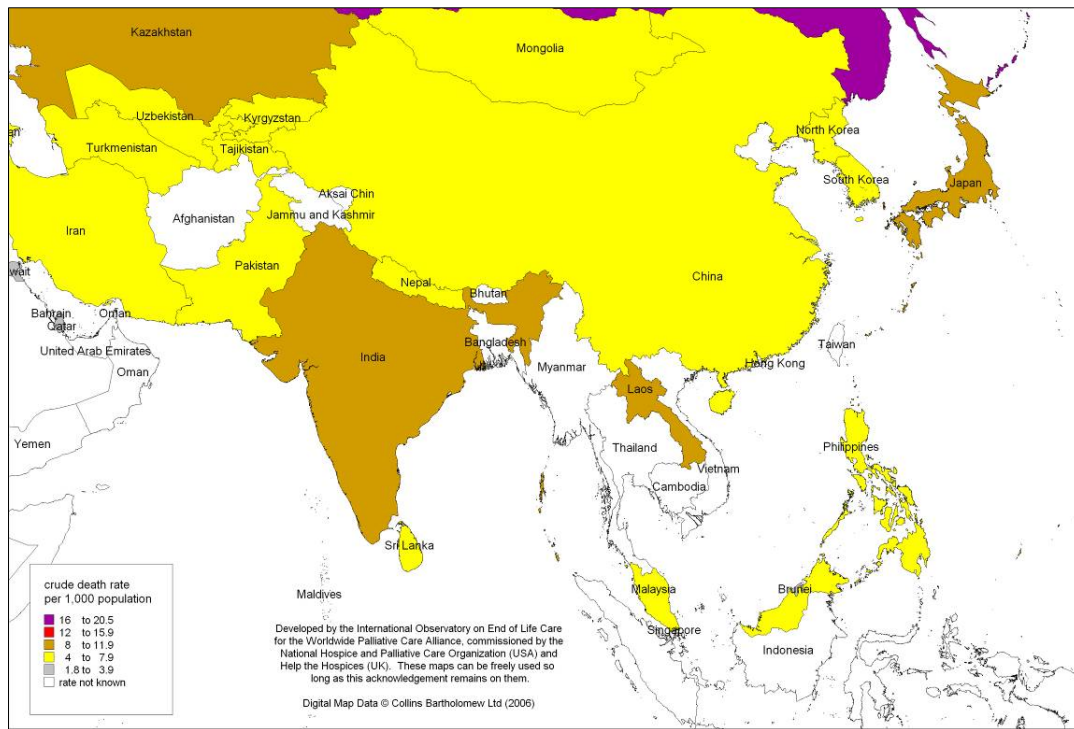 Kazakhstan
Mongolia
Uzbekistan
Kyrgyzstan
North Korea
Turkmenistan
Tajikistan
South Korea
Japan
Aksai Chin
Afghanistan
Jammu and Kashmir
Iran
Pakistan
China
Nepal
Bhutan
Bahrain
Oman
Qatar
Bangladesh
Taiwan
United Arab Emirates
India
Hong Kong
Oman
Myanmar
Laos
Yemen
Thailand
Philippines
Vietnam
Cambodia
Sri Lanka
Maldives
Malaysia
Brunei
Singapore
Indonesia
crude death rate
per 1,000 population
16 to 20.5
12 to 15.9
8 to 11.9
4 to 7.9
1.8 to 3.9
rate not known
Developed by the International Observatory on End of Life Care
for the Worldwide Palliative Care Alliance, commissioned by the
National Hospice and Palliative Care Organization (USA) and
Help the Hospices (UK). These maps can be freely used so
long as this acknowledgement remains on them.
Digital Map Data © Collins Bartholomew Ltd (2006)